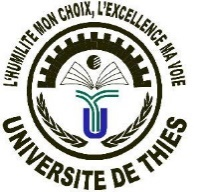 L'HUMILITE MON CHOIX, L'EXCELLENCE MA VOIE
UNIVERSITE DE THIES